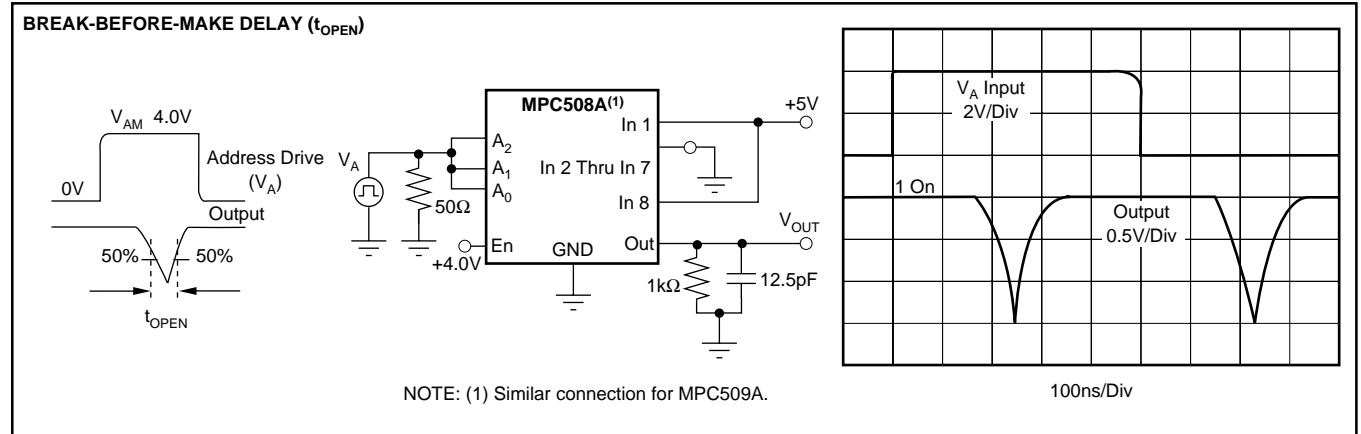 BREAK-BEFORE-MAKE DELAY (tOPEN)
VAM 4.0V
0V
Address Drive
(VA)
Output
50%
50%
tOPEN
VA
50Ω
+4.0V
MPC508A(1)
A2
A1
A0
En
GND
In 1
In 2 Thru In 7
In 8
Out
+5V
VOUT
1kΩ
12.5pF
VA Input
2V/Div
1 On
Output
0.5V/Div
100ns/Div
NOTE: (1) Similar connection for MPC509A.